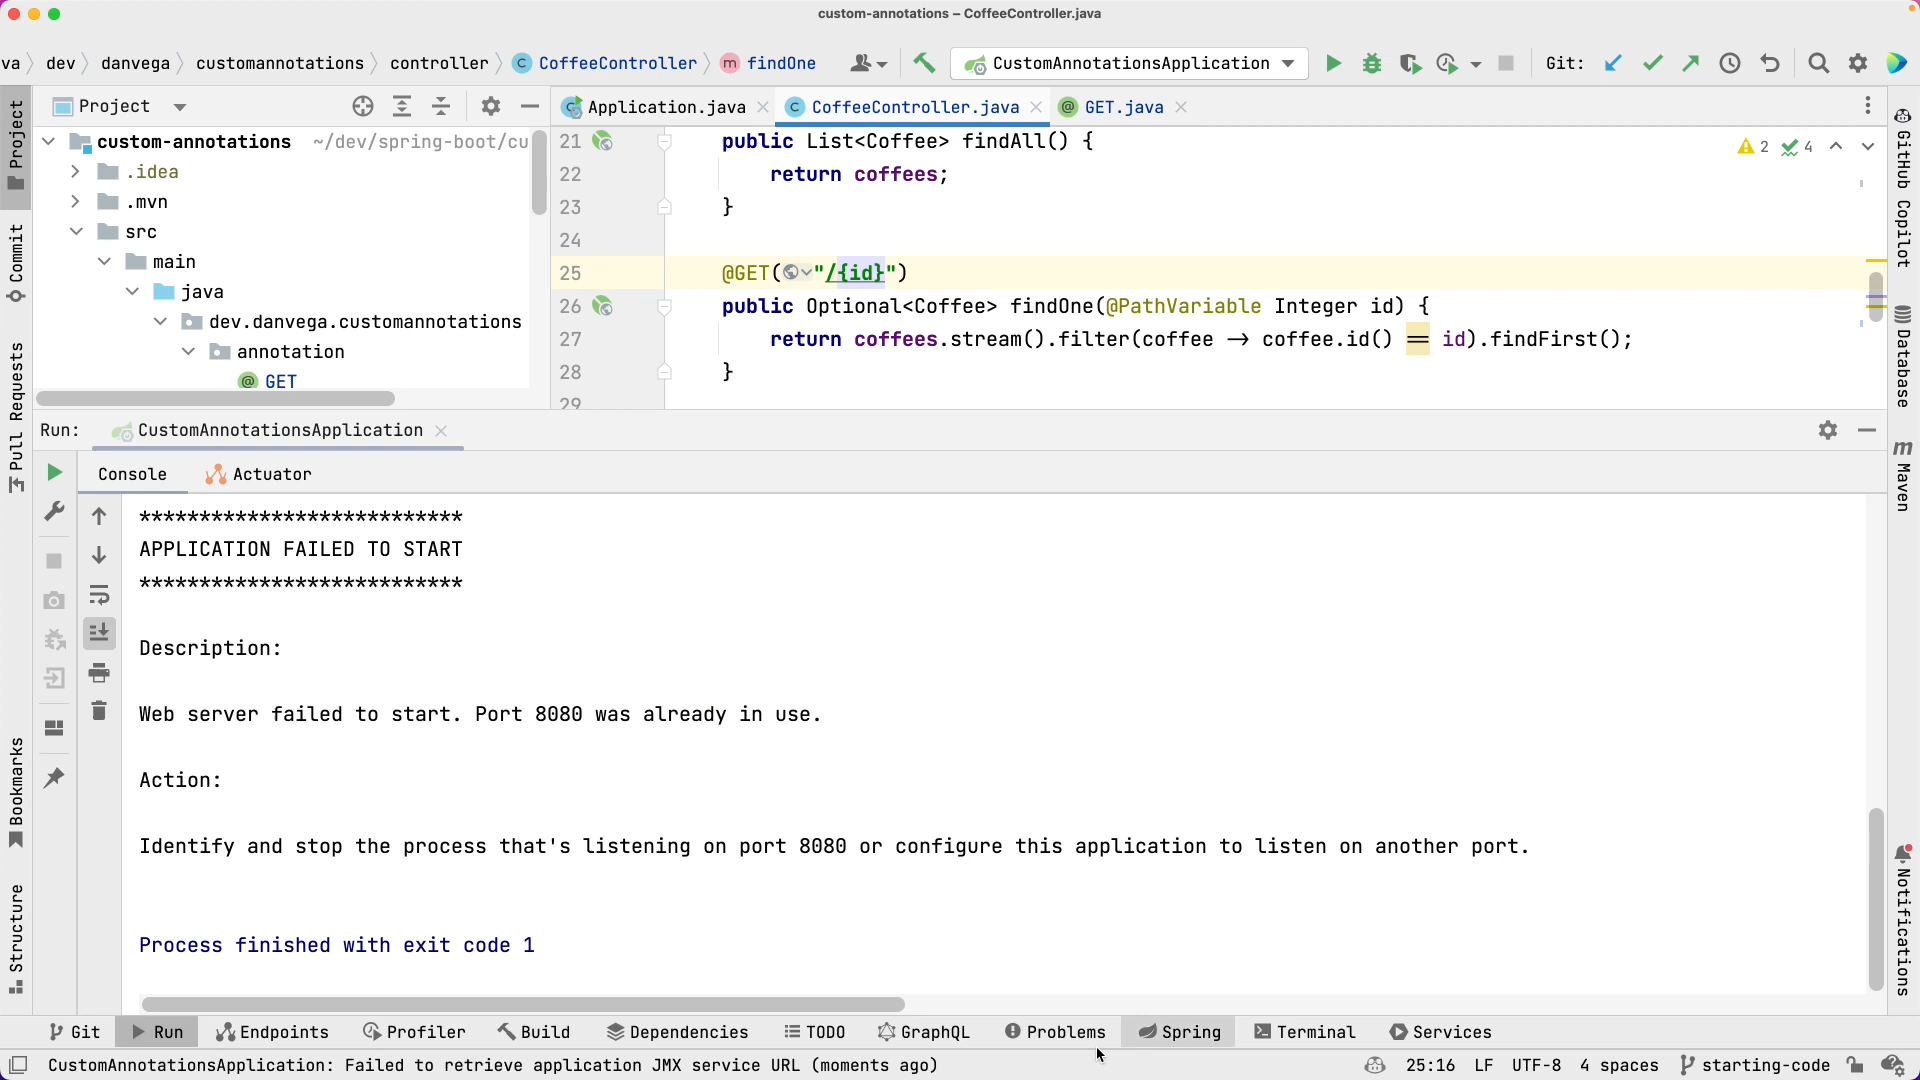 custom-annotations – CoffeeController.java
va dev danvega customannotations controller CoffeeController findOne CustomAnnotationsApplication Git:
Project
Application.java CoffeeController.java GET.java
custom-annotations ~/dev/spring-boot/cu
.idea
.mvn
src
main
java
dev.danvega.customannotations
annotation
GET
21 public List<Coffee> findAll() {
22 return coffees;
23 }
24
25 @GET("/{id}")
26 public Optional<Coffee> findOne(@PathVariable Integer id) {
27 return coffees.stream().filter(coffee → coffee.id() == id).findFirst();
28 }
29
2 4
Run: CustomAnnotationsApplication
Console Actuator
***************************
APPLICATION FAILED TO START
***************************
Description:
Web server failed to start. Port 8080 was already in use.
Action:
Identify and stop the process that's listening on port 8080 or configure this application to listen on another port.
Process finished with exit code 1
Project
Commit
Pull Requests
Bookmarks
Structure
GitHub Copilot
Database
m Maven
Notifications
Git Run Endpoints Profiler Build Dependencies TODO GraphQL Problems Spring Terminal Services
CustomAnnotationsApplication: Failed to retrieve application JMX service URL (moments ago) 25:16 LF UTF-8 4 spaces starting-code